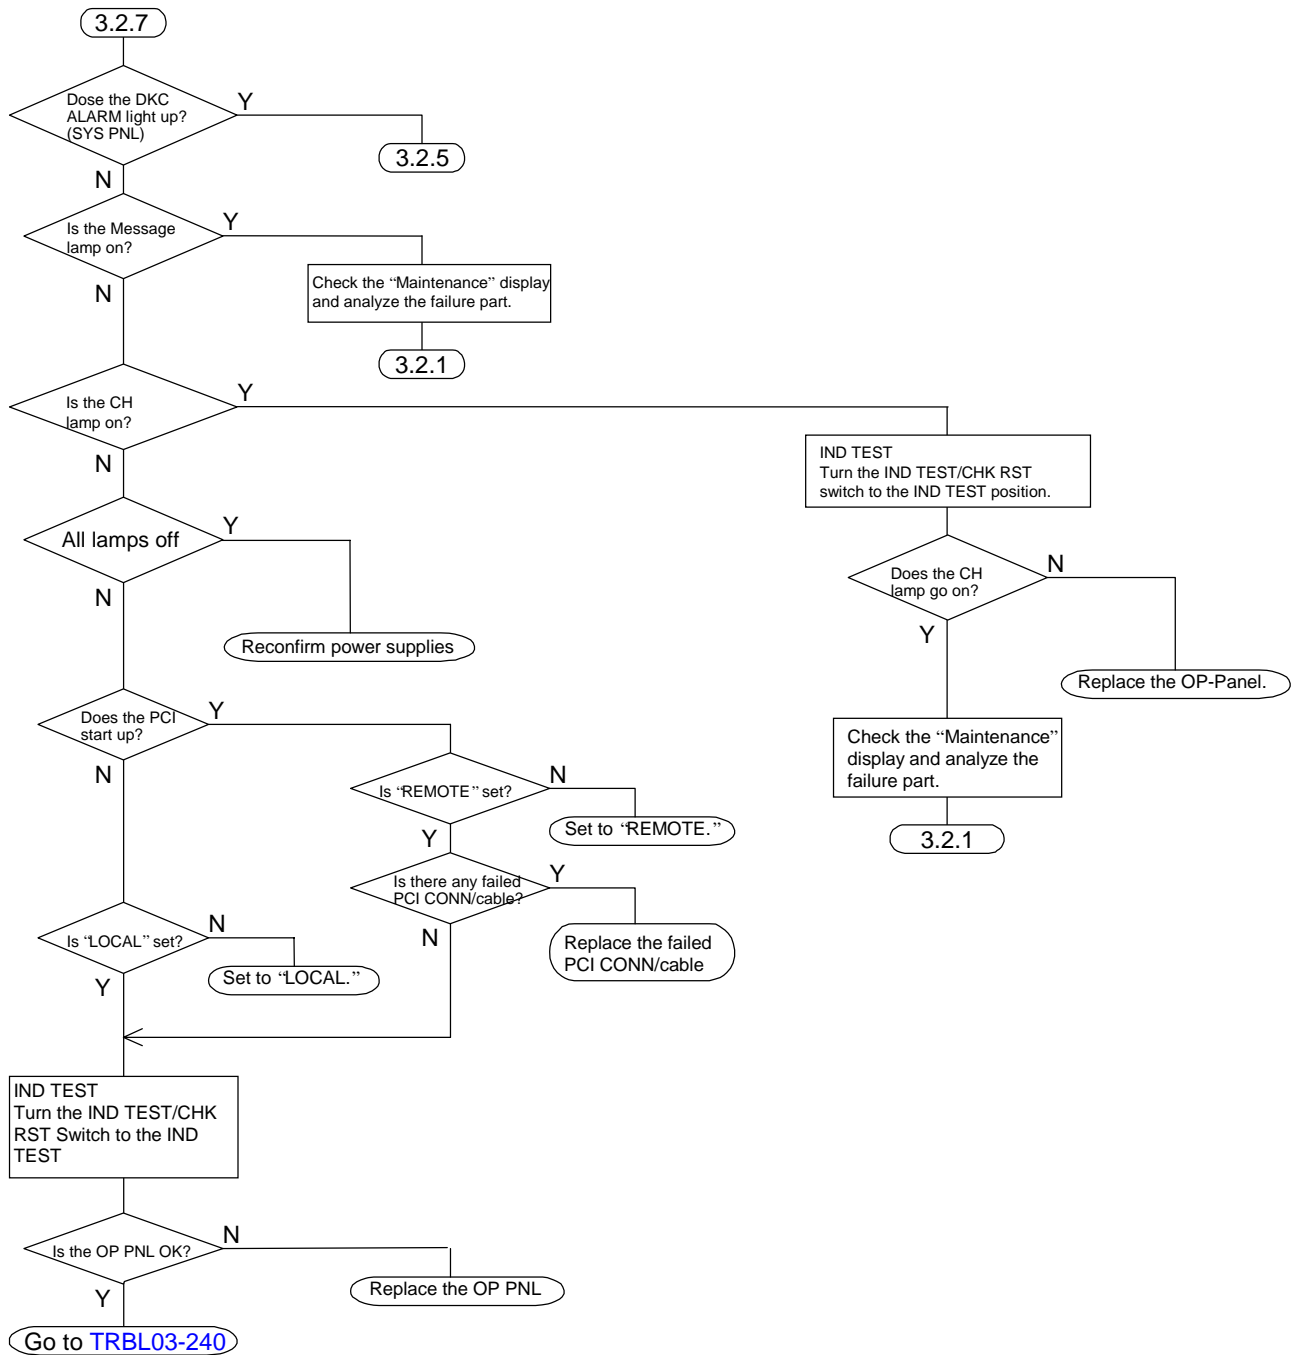 3.2.7
Dose the DKC
ALARM light up?
(SYS PNL)
Y
3.2.5
N
Is the Message
lamp on?
Y
Check the “Maintenance” display
and analyze the failure part.
3.2.1
N
Is the CH
lamp on?
Y
IND TEST
Turn the IND TEST/CHK RST
switch to the IND TEST position.
Does the CH
lamp go on?
N
Replace the OP-Panel.
Y
Check the “Maintenance”
display and analyze the
failure part.
3.2.1
N
All lamps off
Y
Reconfirm power supplies
N
Does the PCI
start up?
Y
Is “REMOTE” set?
N
Set to “REMOTE.”
Y
Is there any failed
PCI CONN/cable?
Y
Replace the failed
PCI CONN/cable
N
N
Is “LOCAL” set?
N
Set to “LOCAL.”
Y
IND TEST
Turn the IND TEST/CHK
RST Switch to the IND
TEST
Is the OP PNL OK?
N
Replace the OP PNL
Y
Go to TRBL03-240